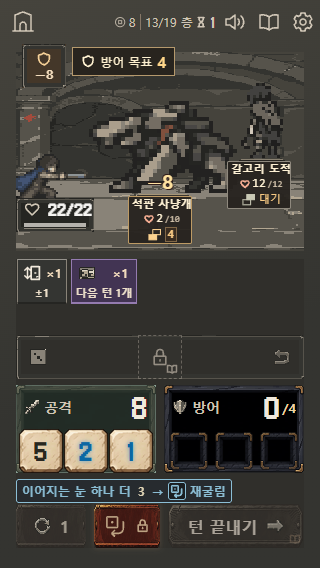 8 13/19 층 1
-8
방어 목표 4
-8
갈고리 도적
12/12
대기
석판 사냥개
2/10
4
22/22
×1
±1
×1
다음 턴 1개
공격 8
방어 0/4
5 2 1
이어지는 눈 하나 더 3 → 재굴림
1
턴 끝내기